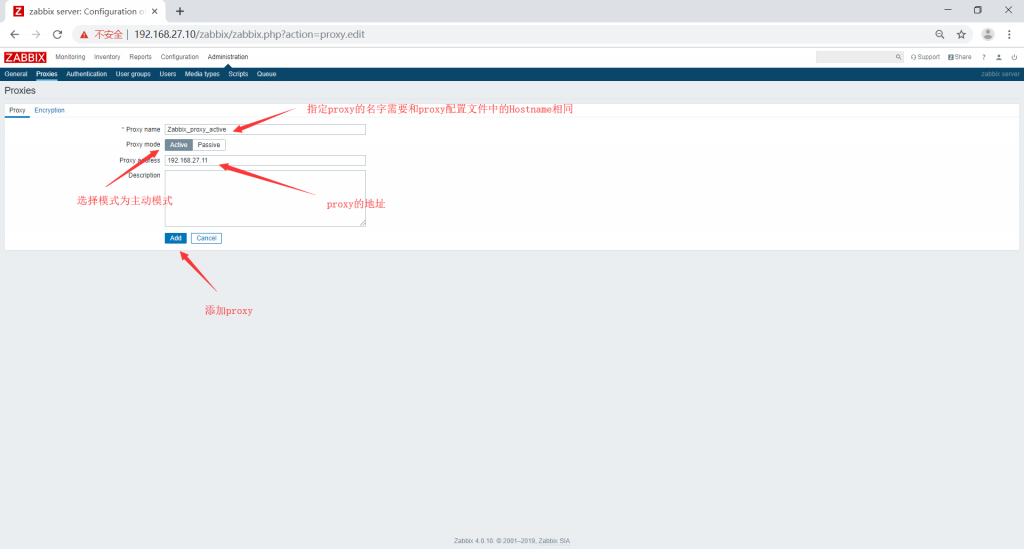 zabbix server: Configuration o
不安全 | 192.168.27.10/zabbix/zabbix.php?action=proxy.edit
ZABBIX Monitoring Inventory Reports Configuration Administration Support Share ?
General Proxies Authentication User groups Users Media types Scripts Queue zabbix server
Proxies
Proxy Encryption
指定proxy的名字需要和proxy配置文件中的Hostname相同
* Proxy name Zabbix_proxy_active
Proxy mode Active Passive
Proxy address 192.168.27.11
Description
选择模式为主动模式
proxy的地址
Add Cancel
添加proxy
Zabbix 4.0.10. © 2001–2019, Zabbix SIA